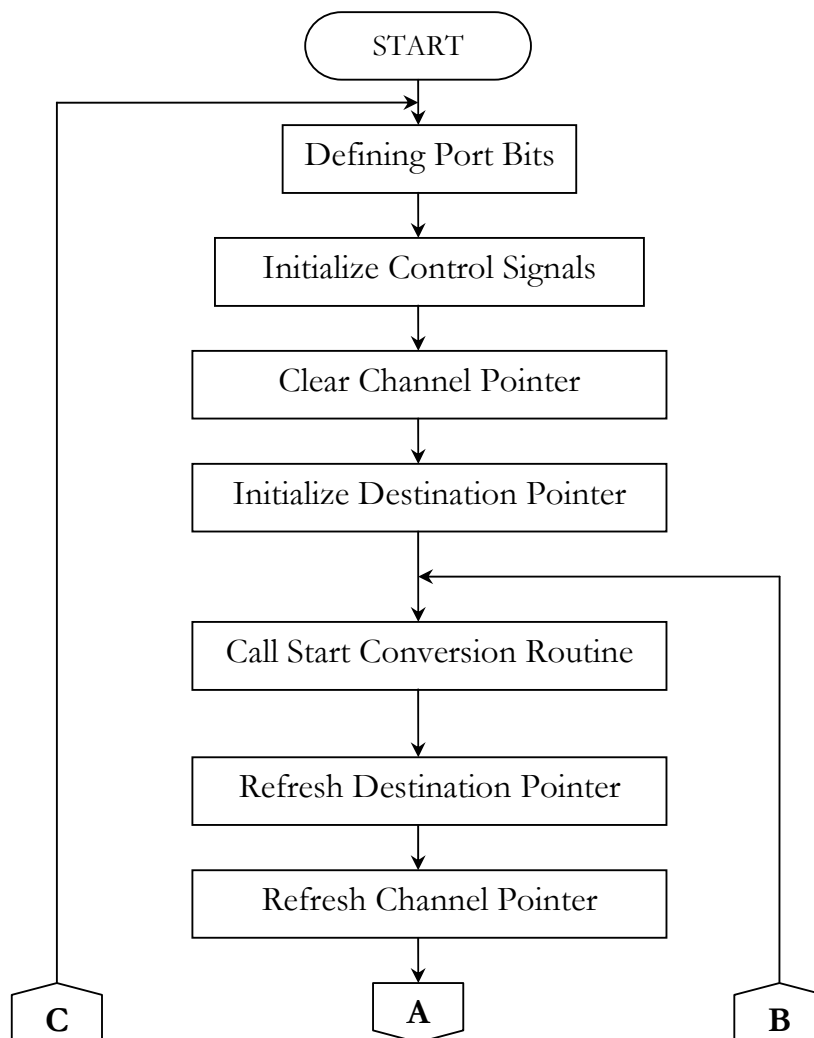 START
Defining Port Bits
Initialize Control Signals
Clear Channel Pointer
Initialize Destination Pointer
Call Start Conversion Routine
Refresh Destination Pointer
Refresh Channel Pointer
C
A
B